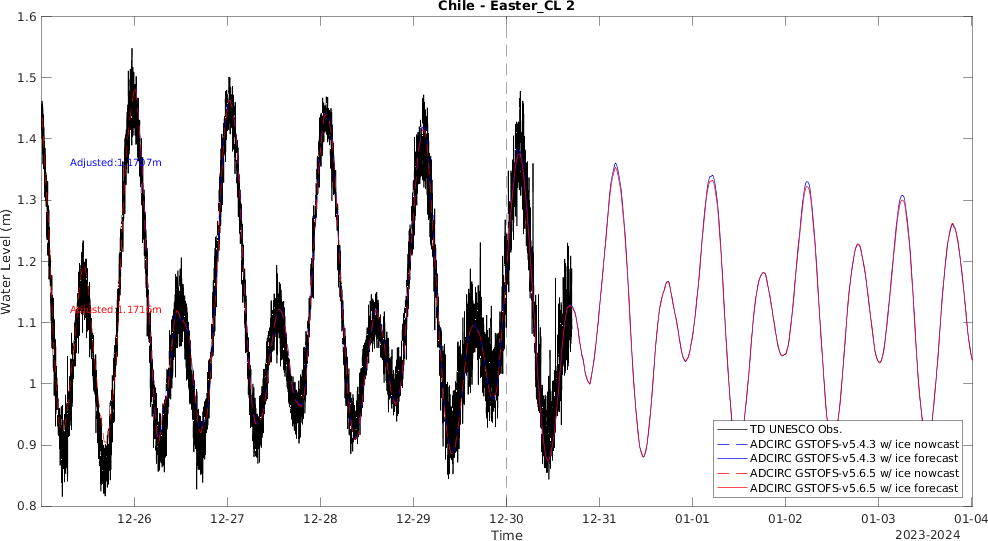 Chile - Easter_CL 2
Water Level (m)
1.6
1.5
1.4
1.3
1.2
1.1
1
0.9
0.8
Adjusted:1.1707m
Adjusted:1.1715m
TD UNESCO Obs.
ADCIRC GSTOFS-v5.4.3 w/ ice nowcast
ADCIRC GSTOFS-v5.4.3 w/ ice forecast
ADCIRC GSTOFS-v5.6.5 w/ ice nowcast
ADCIRC GSTOFS-v5.6.5 w/ ice forecast
12-26 12-27 12-28 12-29 12-30 12-31 01-01 01-02 01-03 01-04
Time
2023-2024